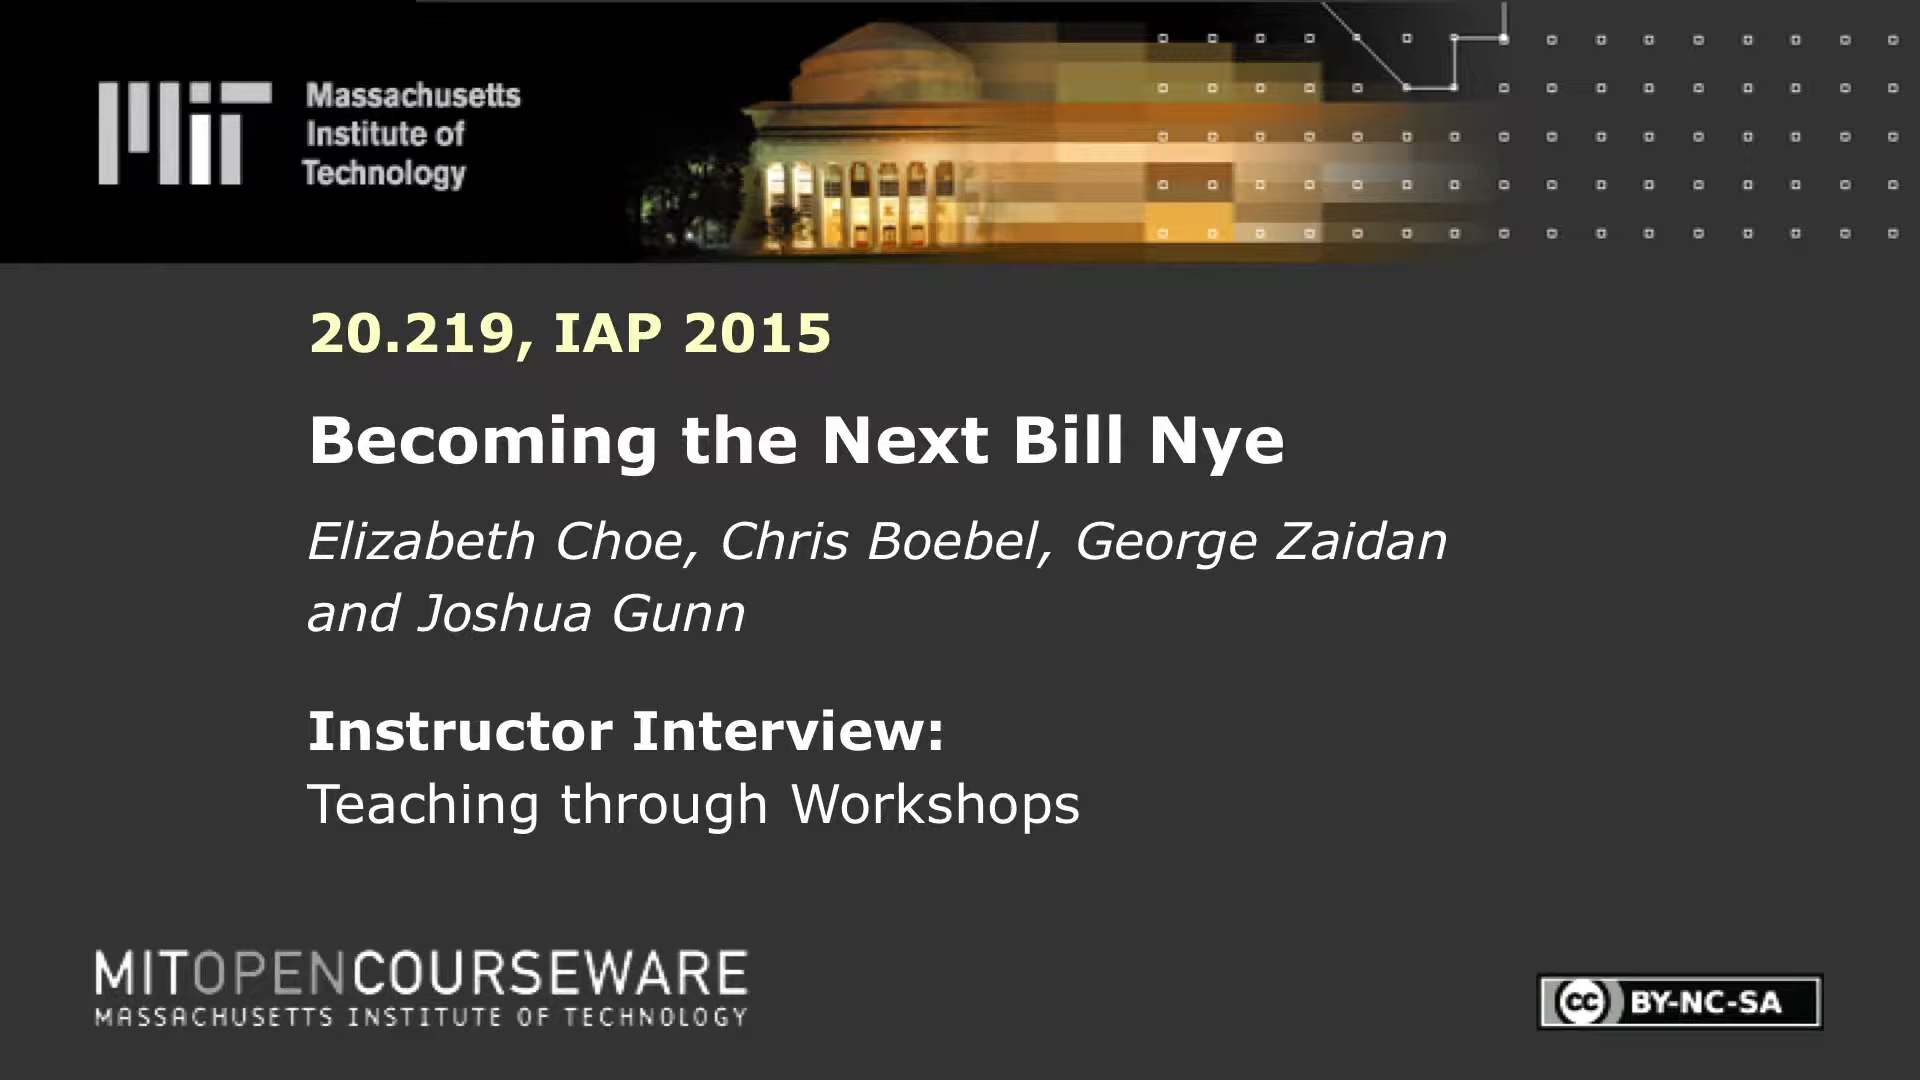 Massachusetts
Institute of
Technology
20.219, IAP 2015
Becoming the Next Bill Nye
Elizabeth Choe, Chris Boebel, George Zaidan
and Joshua Gunn
Instructor Interview:
Teaching through Workshops
MITOPENCOURSEWARE
MASSACHUSETTS INSTITUTE OF TECHNOLOGY
cc BY-NC-SA